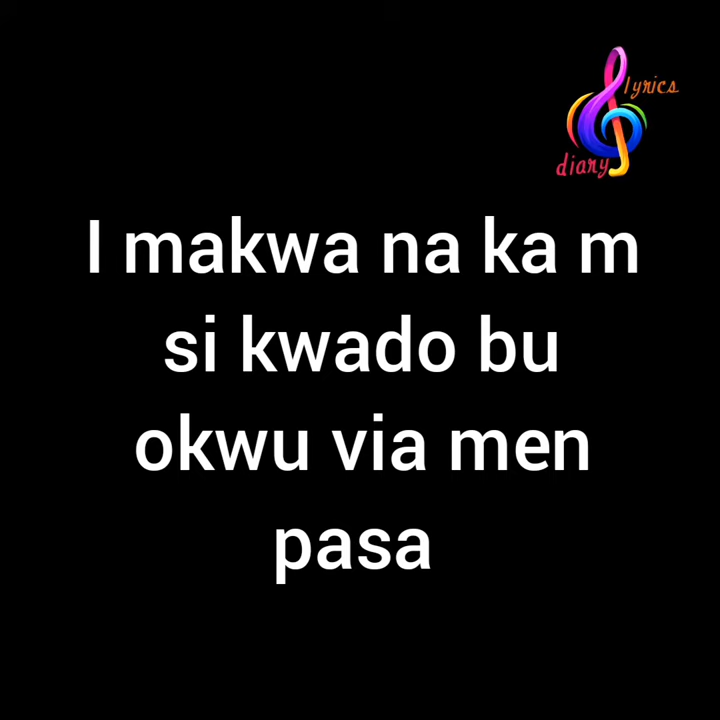 lyrics
diary
I makwa na ka m
si kwado bu
okwu via men
pasa